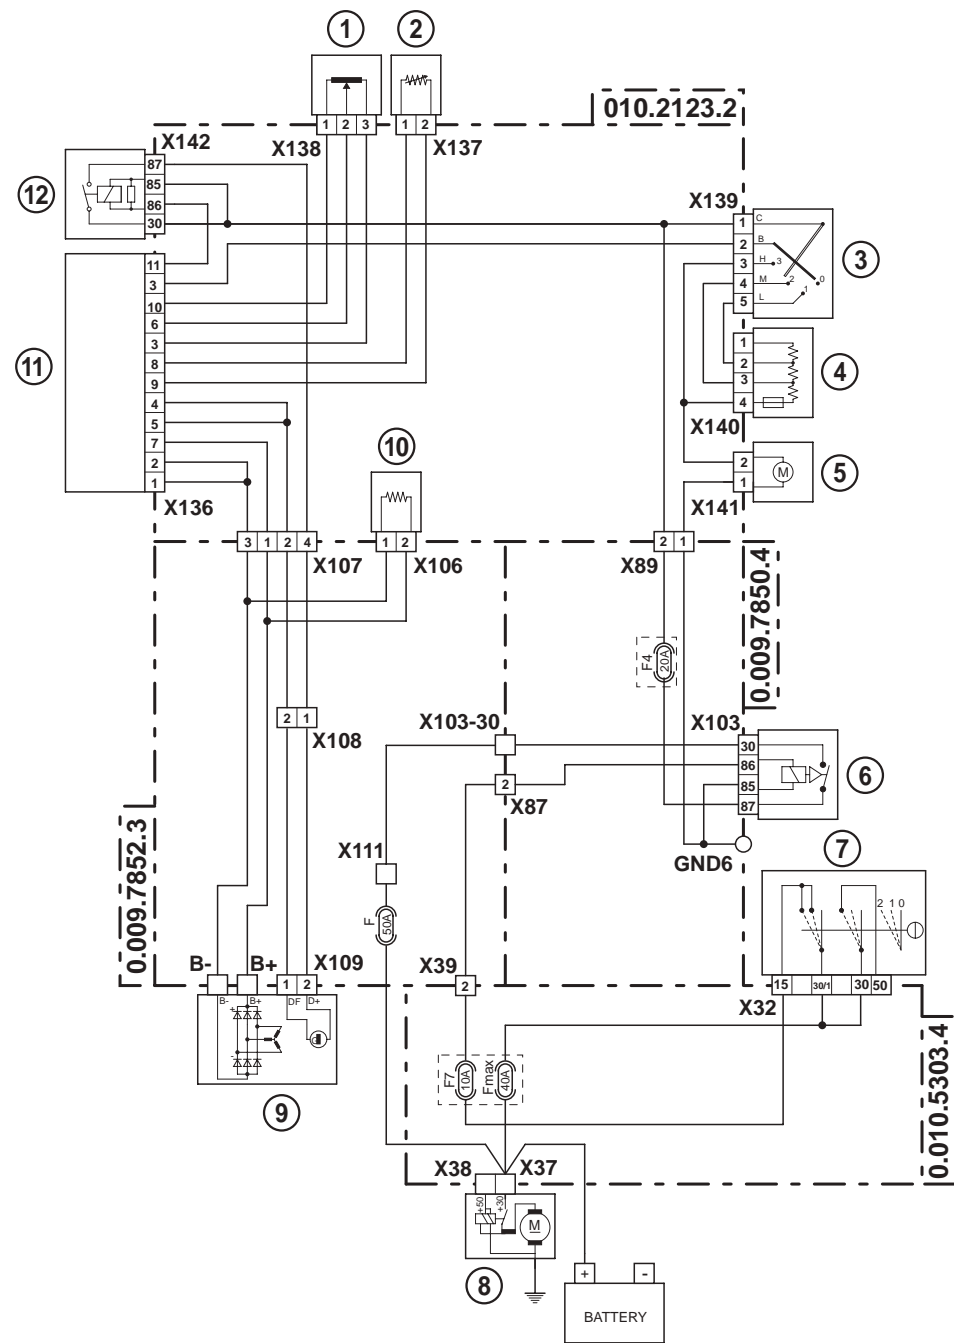 1
2
010.2123.2
X142
X138
1 2 3
1 2
X137
12
87
85
86
30
X139
1 C
2 B
3 H 3
4 M 2 0
5 L 1
3
11
11
3
10
6
3
8
9
4
5
7
2
1
X136
1
2
3
4
X140
4
2
1
M
X141
5
10
3 1 2 4
X107
1 2
X106
X89
2 1
0.009.7850.4
F4
20A
2 1
X108
X103-30
X103
30
86
85
87
6
2
X87
GND6
7
2 1 0
0.009.7852.3
X111
F
50A
B-
B+
X109
1 2
B- B+ DF D+
+
-
G
9
X39
2
X32
15 30/1 30 50
F7
10A
Fmax
40A
0.010.5303.4
X38
X37
+50
+30
M
8
+ -
BATTERY